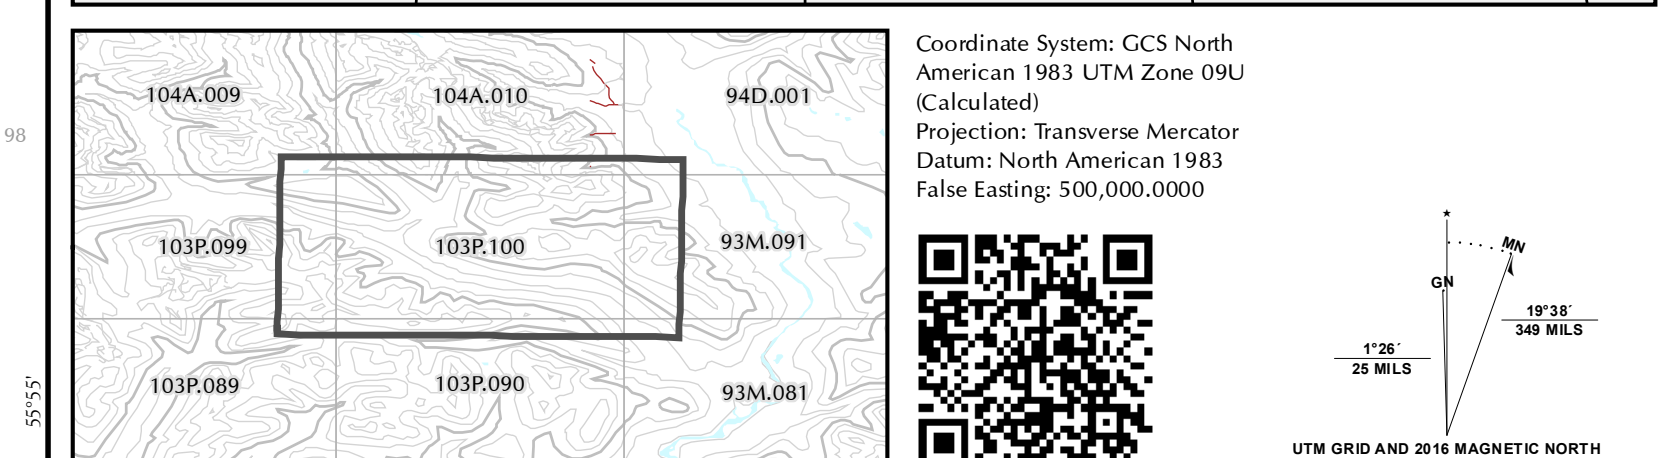 98
55°55'
104A.009
104A.010
94D.001
103P.099
103P.100
93M.091
103P.089
103P.090
93M.081
Coordinate System: GCS North
American 1983 UTM Zone 09U
(Calculated)
Projection: Transverse Mercator
Datum: North American 1983
False Easting: 500,000.0000
MN
GN
19°38´
349 MILS
1°26´
25 MILS
UTM GRID AND 2016 MAGNETIC NORTH